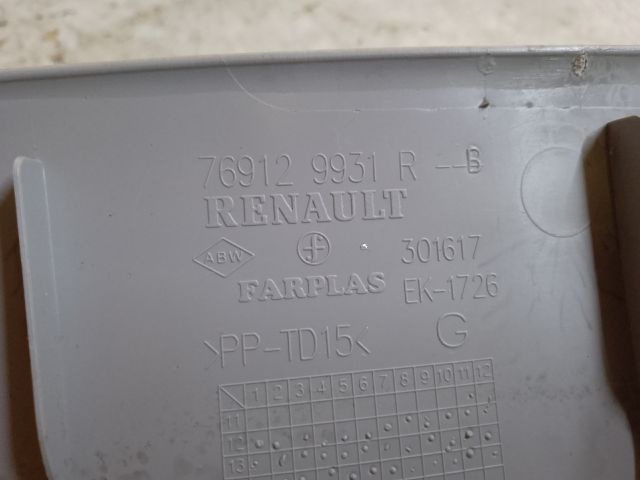 76912 9931 R --B
RENAULT
ABW
301617
FARPLAS EK-1726
>PP-TD15< G
1 2 3 4 5 6 7 8 9 10 11 12
11
12
13